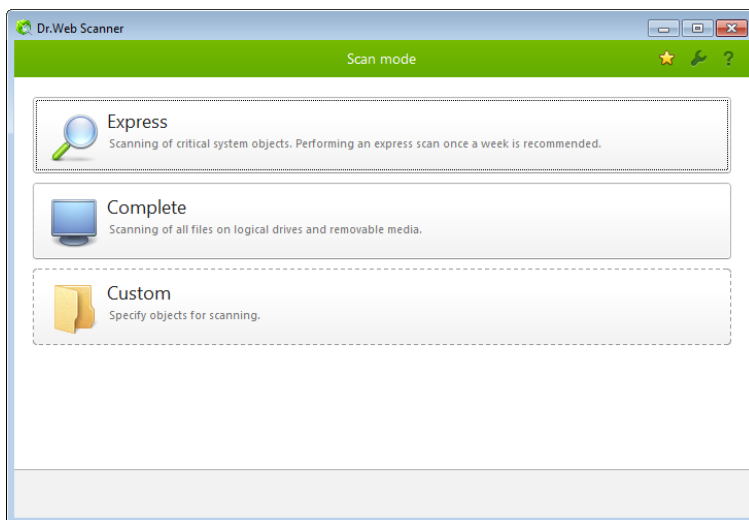 Dr.Web Scanner
Scan mode
?
Express
Scanning of critical system objects. Performing an express scan once a week is recommended.
Complete
Scanning of all files on logical drives and removable media.
Custom
Specify objects for scanning.